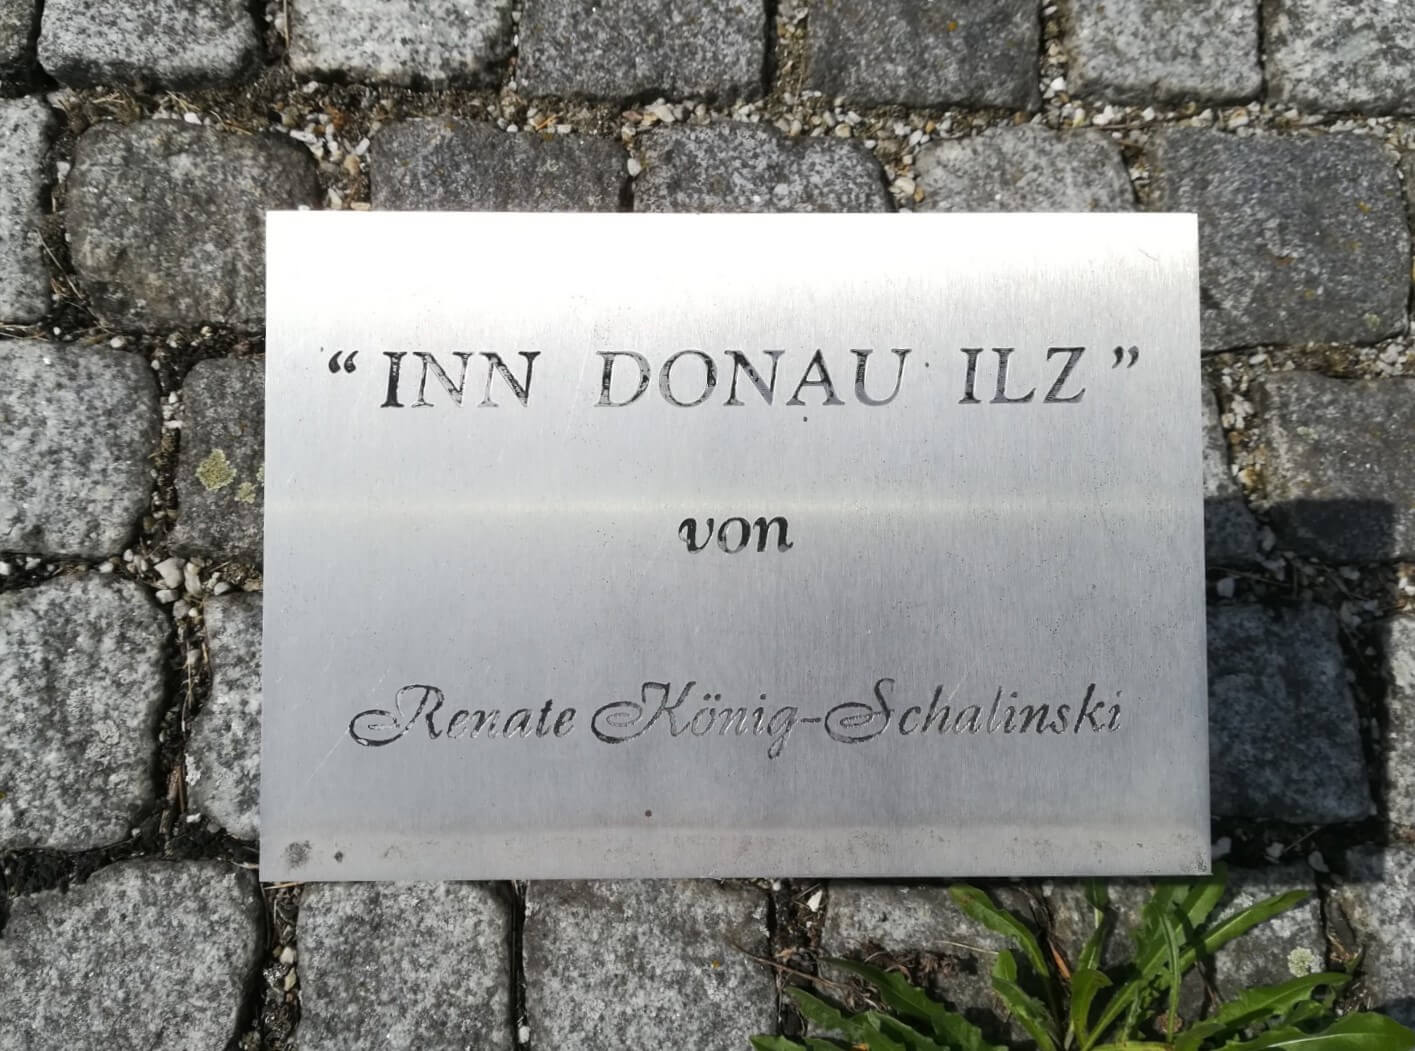 “INN DONAU ILZ”
von
Renate König-Schalinski